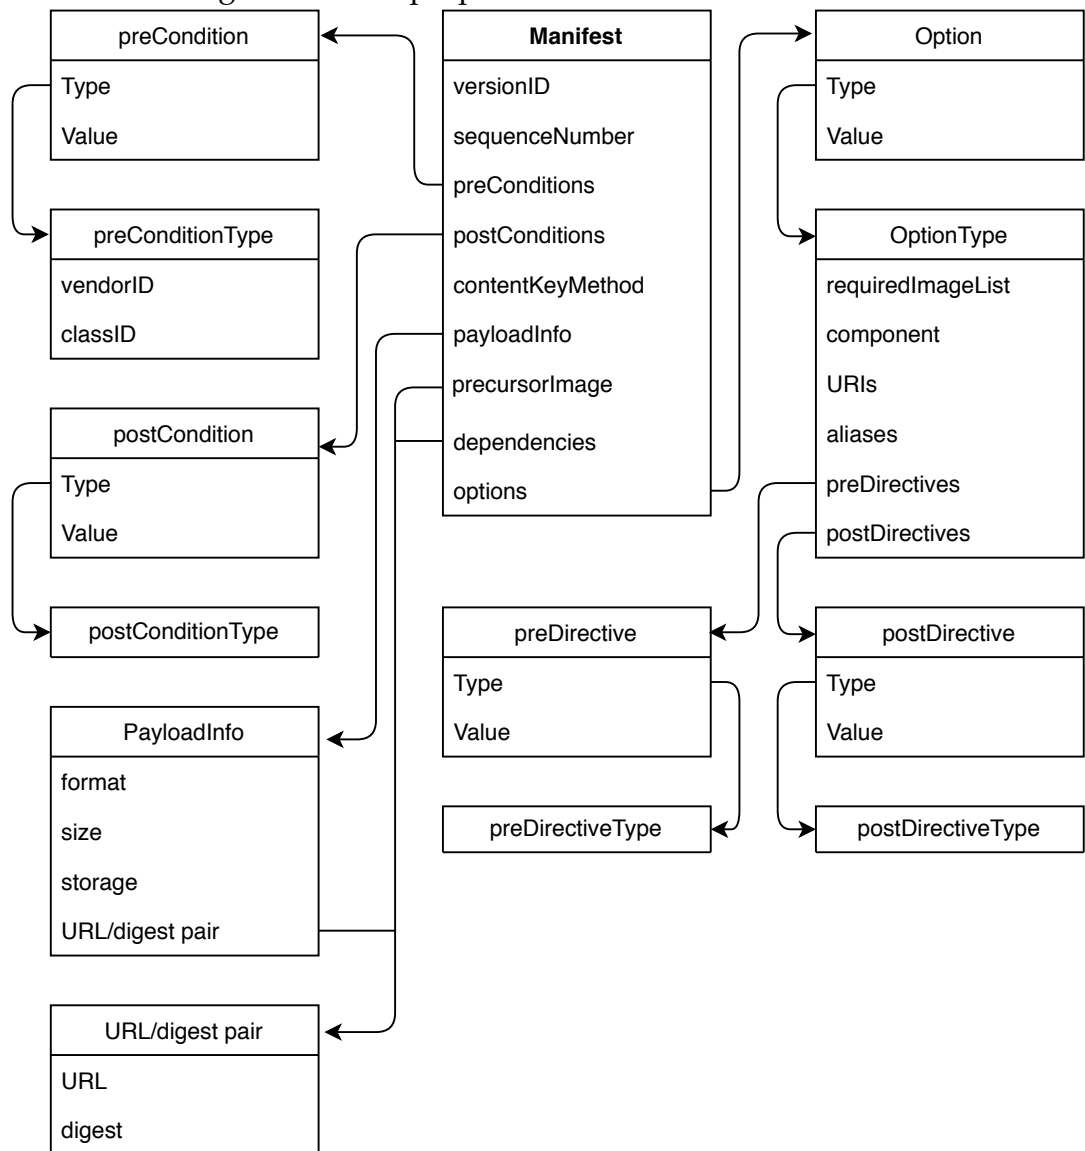 preCondition
Type
Value
preConditionType
vendorID
classID
postCondition
Type
Value
postConditionType
PayloadInfo
format
size
storage
URL/digest pair
URL/digest pair
URL
digest
Manifest
versionID
sequenceNumber
preConditions
postConditions
contentKeyMethod
payloadInfo
precursorImage
dependencies
options
preDirective
Type
Value
preDirectiveType
Option
Type
Value
OptionType
requiredImageList
component
URIs
aliases
preDirectives
postDirectives
postDirective
Type
Value
postDirectiveType